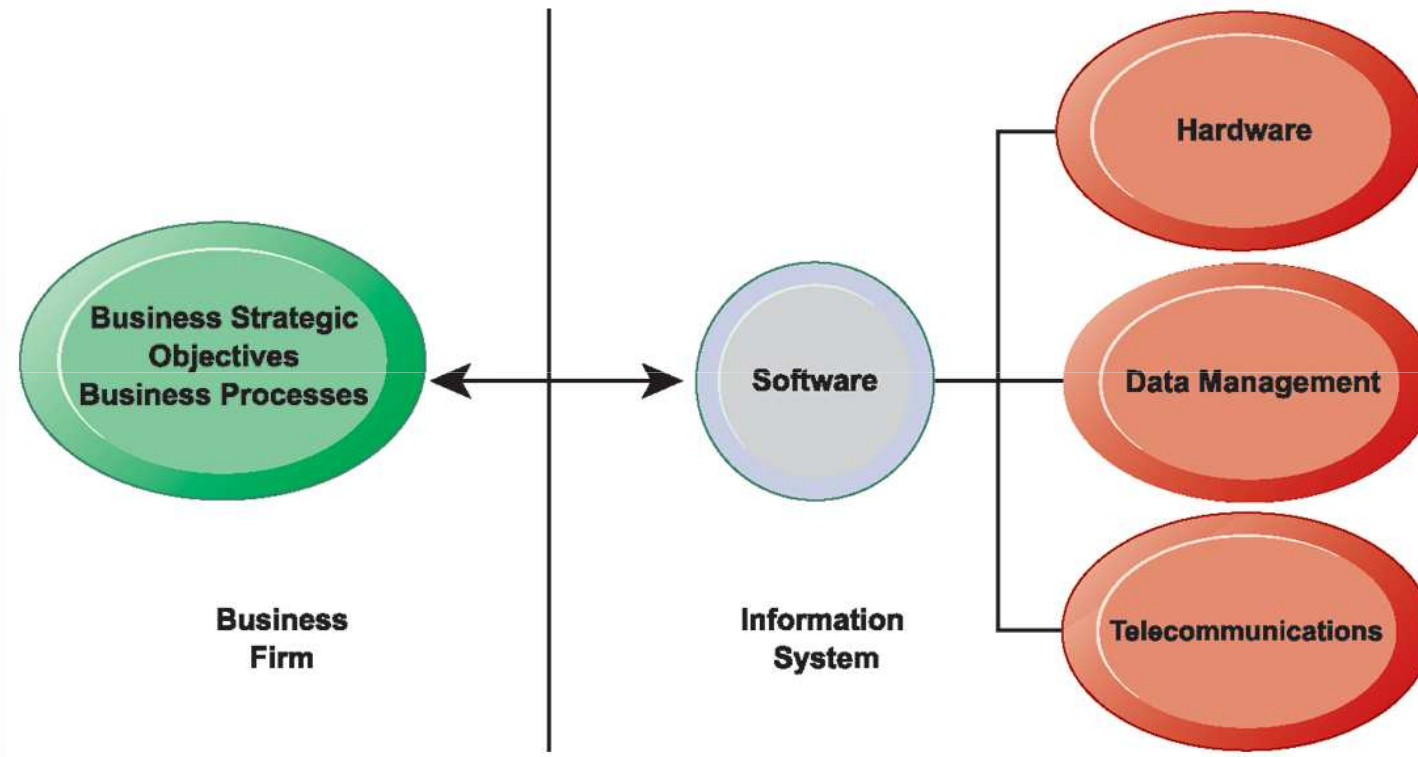 Hardware
Business Strategic
Objectives
Business Processes
Software
Data Management
Business
Firm
Information
System
Telecommunications